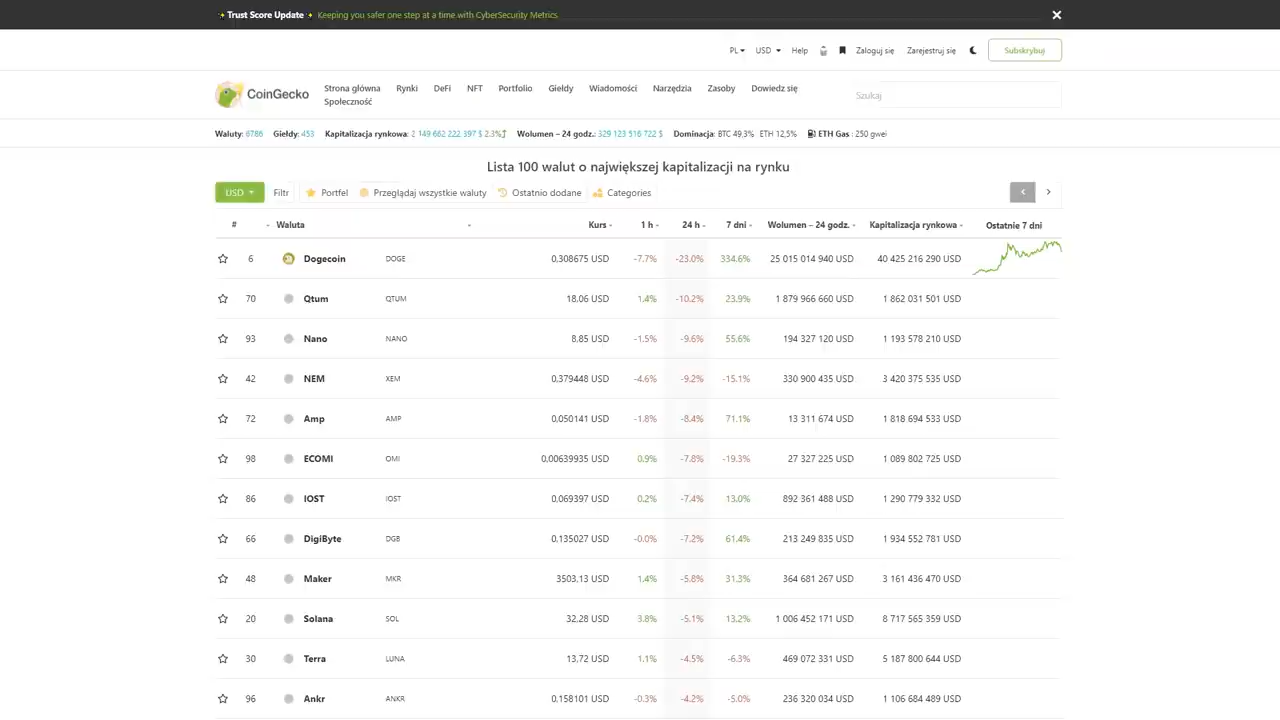 Trust Score Update Keeping you safer one step at a time with CyberSecurity Metrics.
PL USD Help Zaloguj się Zarejestruj się Subskrybuj
CoinGecko Strona główna Rynki DeFi NFT Portfolio Giełdy Wiadomości Narzędzia Zasoby Dowiedz się
Społeczność
Szukaj
Waluty: 6786 Giełdy: 453 Kapitalizacja rynkowa: 2 149 662 222 397 $ 2.3% Wolumen – 24 godz.: 329 123 516 722 $ Dominacja: BTC 49,3% ETH 12,5% ETH Gas : 250 gwei
Lista 100 walut o największej kapitalizacji na rynku
USD Filtr Portfel Przeglądaj wszystkie waluty Ostatnio dodane Categories
# Waluta Kurs 1 h 24 h 7 dni Wolumen – 24 godz. Kapitalizacja rynkowa Ostatnie 7 dni
6 Dogecoin DOGE 0,308675 USD -7.7% -23.0% 334.6% 25 015 014 940 USD 40 425 216 290 USD
70 Qtum QTUM 18,06 USD 1.4% -10.2% 23.9% 1 879 966 660 USD 1 862 031 501 USD
93 Nano NANO 8,85 USD -1.5% -9.6% 55.6% 194 327 120 USD 1 193 578 210 USD
42 NEM XEM 0,379448 USD -4.6% -9.2% -15.1% 330 900 435 USD 3 420 375 535 USD
72 Amp AMP 0,050141 USD -1.8% -8.4% 71.1% 13 311 674 USD 1 818 694 533 USD
98 ECOMI OMI 0,00639935 USD 0.9% -7.8% -19.3% 27 327 225 USD 1 089 802 725 USD
86 IOST IOST 0,069397 USD 0.2% -7.4% 13.0% 892 361 488 USD 1 290 779 332 USD
66 DigiByte DGB 0,135027 USD -0.0% -7.2% 61.4% 213 249 835 USD 1 934 552 781 USD
48 Maker MKR 3503,13 USD 1.4% -5.8% 31.3% 364 681 267 USD 3 161 436 470 USD
20 Solana SOL 32,28 USD 3.8% -5.1% 13.2% 1 006 452 171 USD 8 717 565 359 USD
30 Terra LUNA 13,72 USD 1.1% -4.5% -6.3% 469 072 331 USD 5 187 800 644 USD
96 Ankr ANKR 0,158101 USD -0.3% -4.2% -5.0% 236 320 034 USD 1 106 684 489 USD